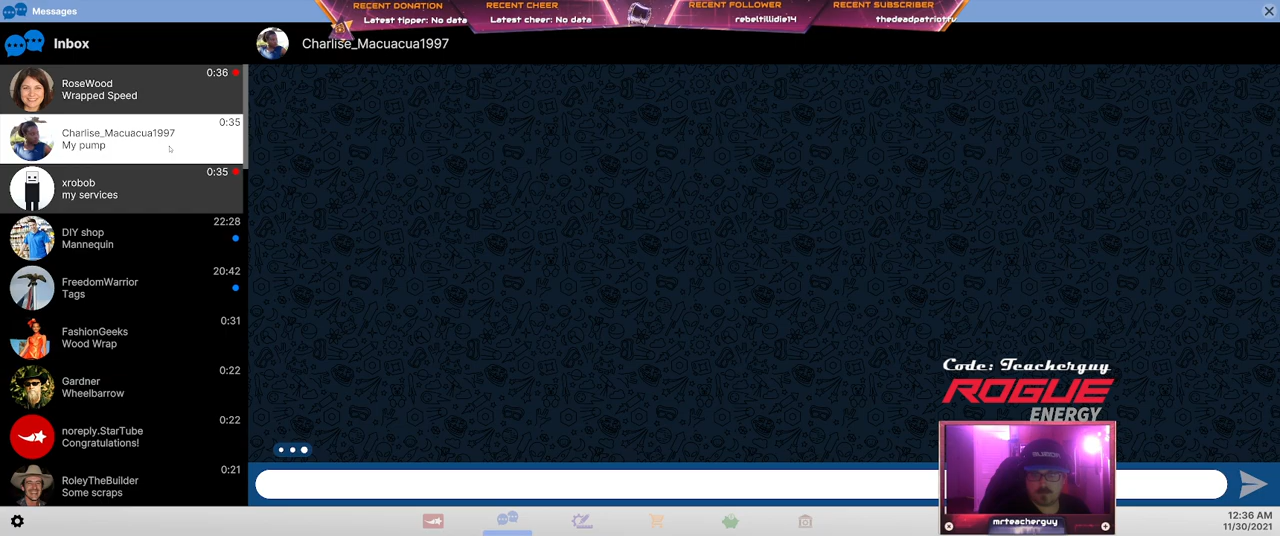 Messages
RECENT DONATION
Latest tipper: No data
RECENT CHEER
Latest cheer: No data
RECENT FOLLOWER
rebeltillidie14
RECENT SUBSCRIBER
thedeadpatriottv
Inbox
Charlise_Macuacua1997
RoseWood
0:36
Wrapped Speed
Charlise_Macuacua1997
0:35
My pump
xrobob
0:35
my services
DIY shop
22:28
Mannequin
FreedomWarrior
20:42
Tags
FashionGeeks
0:31
Wood Wrap
Gardner
0:22
Wheelbarrow
noreply.StarTube
0:22
Congratulations!
RoleyTheBuilder
0:21
Some scraps
Code: Teacherguy
ROGUE
ENERGY
mrteacherguy
12:36 AM
11/30/2021